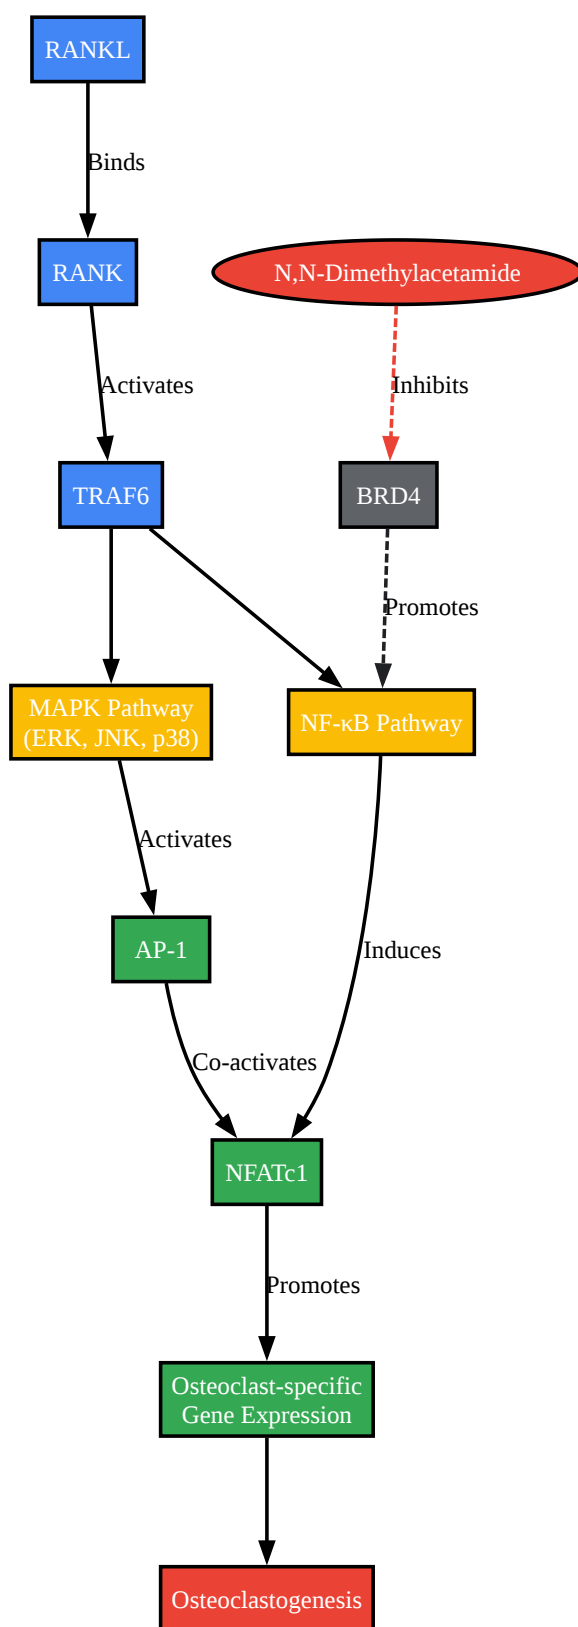 RANKL
Binds
RANK
N,N-Dimethylacetamide
Activates
Inhibits
TRAF6
BRD4
Promotes
MAPK Pathway
(ERK, JNK, p38)
NF-κB Pathway
Activates
AP-1
Induces
Co-activates
NFATc1
Promotes
Osteoclast-specific
Gene Expression
Osteoclastogenesis